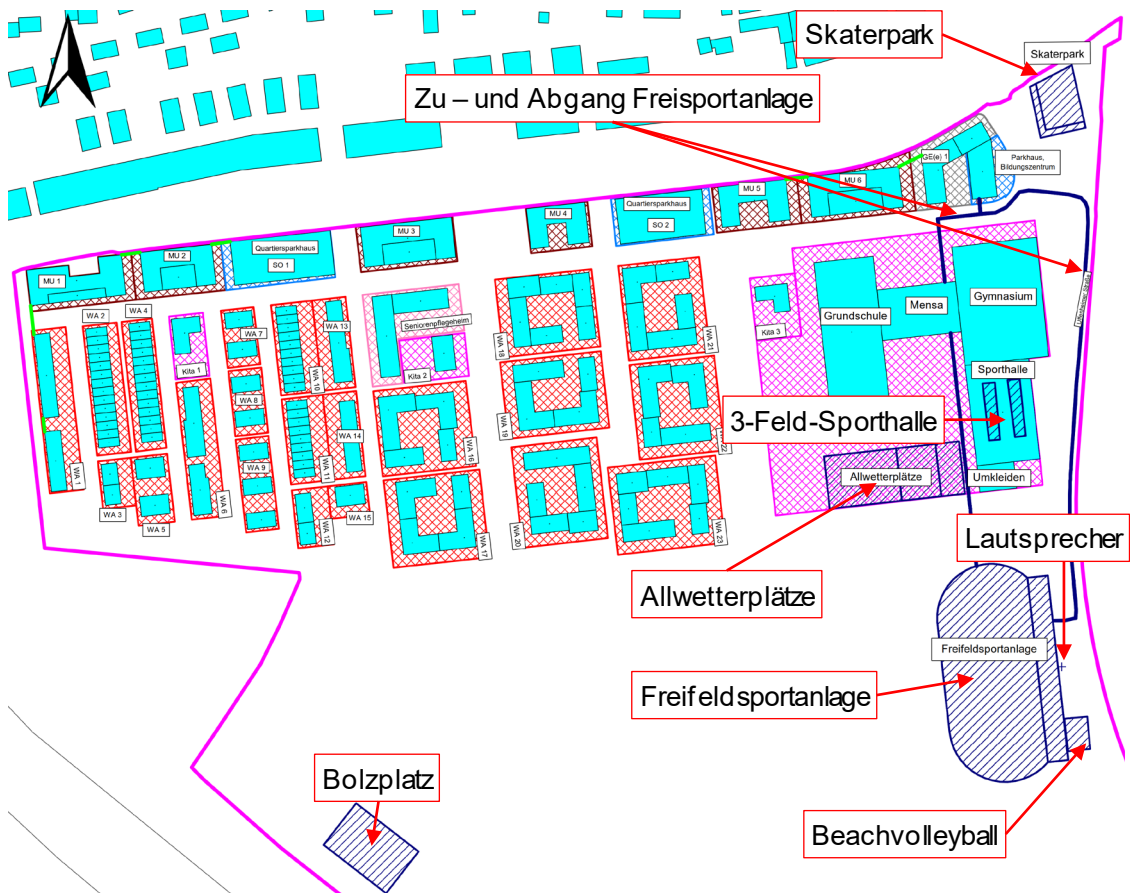 Skaterpark
Skaterpark
Zu – und Abgang Freisportanlage
GE(e) 1
Parkhaus,
Bildungszentrum
MU 6
MU 5
MU 4
Quartiersparkhaus
SO 2
MU 3
Quartiersparkhaus
SO 1
MU 2
MU 1
WA 2
WA 4
WA 7
WA 13
Seniorenpflegeheim
WA 18
WA 21
Kita 3
Grundschule
Mensa
Gymnasium
Kita 1
Kita 2
WA 10
WA 8
Sporthalle
3-Feld-Sporthalle
WA 19
22
WA 14
WA 16
WA 9
WA 11
WA 1
WA 3
WA 5
WA 6
WA 12
WA 15
WA 17
WA 20
WA 23
Allwetterplätze
Umkleiden
Lautsprecher
Allwetterplätze
Freifeldsportanlage
Freifeldsportanlage
Bolzplatz
Beachvolleyball